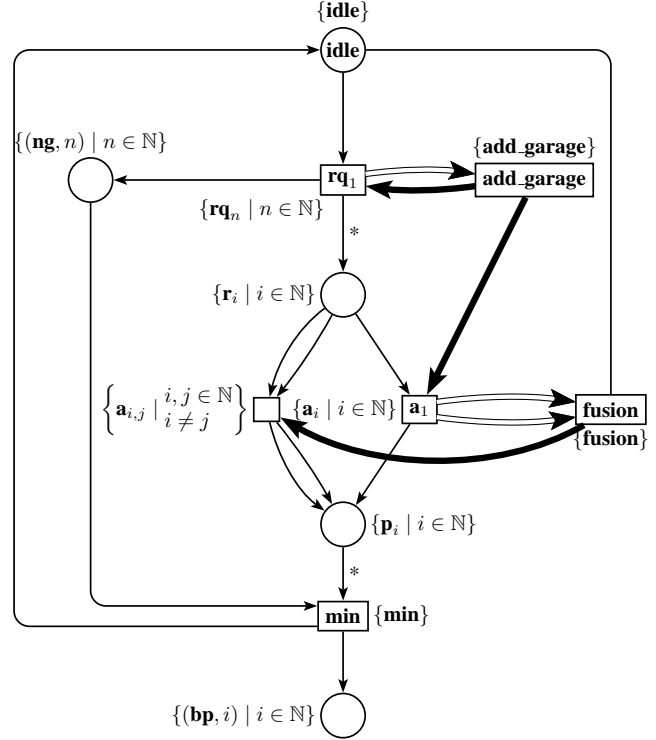 {idle}
idle
{(ng, n) | n ∈ ℕ}
{add_garage}
rq₁
add_garage
{rqₙ | n ∈ ℕ}
*
{rᵢ | i ∈ ℕ}
{aᵢ,ⱼ | i, j ∈ ℕ
i ≠ j}
{aᵢ | i ∈ ℕ}
a₁
fusion
{fusion}
{pᵢ | i ∈ ℕ}
*
min
{min}
{(bp, i) | i ∈ ℕ}